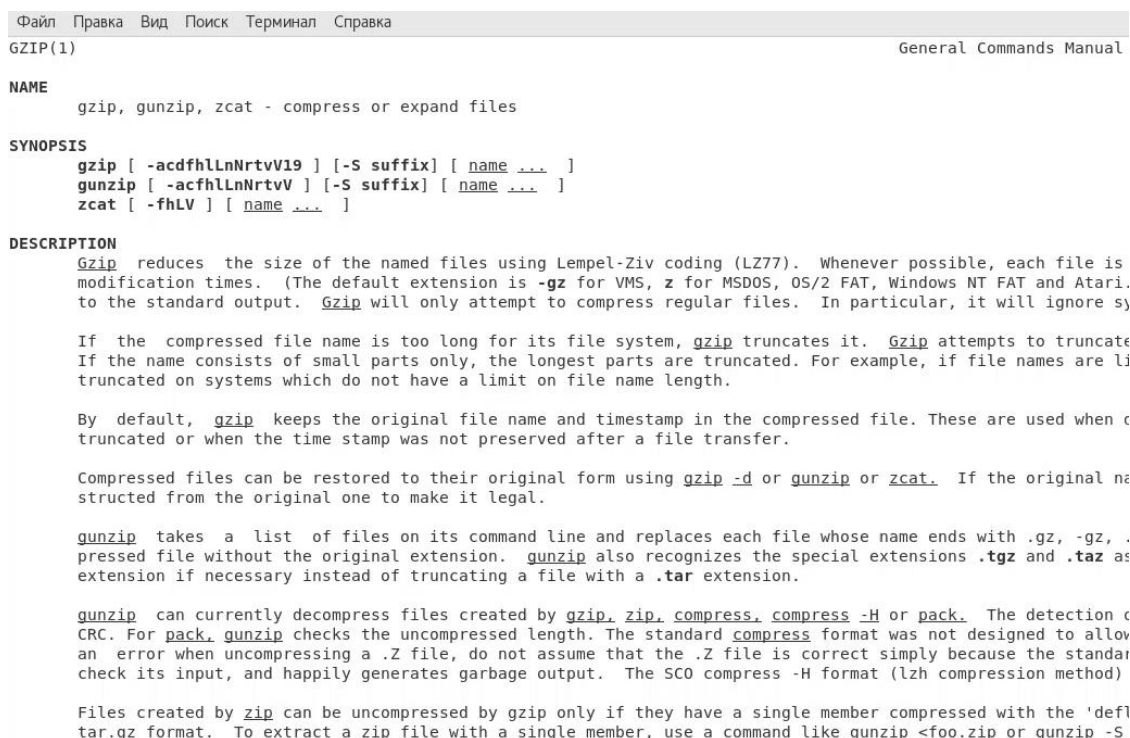 Файл Правка Вид Поиск Терминал Справка
GZIP(1) General Commands Manual
NAME
gzip, gunzip, zcat - compress or expand files
SYNOPSIS
gzip [ -acdfhlLnNrtvV19 ] [-S suffix] [ name ... ]
gunzip [ -acfhlLnNrtvV ] [-S suffix] [ name ... ]
zcat [ -fhLV ] [ name ... ]
DESCRIPTION
Gzip reduces the size of the named files using Lempel-Ziv coding (LZ77). Whenever possible, each file is
modification times. (The default extension is -gz for VMS, z for MSDOS, OS/2 FAT, Windows NT FAT and Atari.
to the standard output. Gzip will only attempt to compress regular files. In particular, it will ignore sy
If the compressed file name is too long for its file system, gzip truncates it. Gzip attempts to truncate
If the name consists of small parts only, the longest parts are truncated. For example, if file names are li
truncated on systems which do not have a limit on file name length.
By default, gzip keeps the original file name and timestamp in the compressed file. These are used when d
truncated or when the time stamp was not preserved after a file transfer.
Compressed files can be restored to their original form using gzip -d or gunzip or zcat. If the original na
structed from the original one to make it legal.
gunzip takes a list of files on its command line and replaces each file whose name ends with .gz, -gz, .
pressed file without the original extension. gunzip also recognizes the special extensions .tgz and .taz as
extension if necessary instead of truncating a file with a .tar extension.
gunzip can currently decompress files created by gzip, zip, compress, compress -H or pack. The detection o
CRC. For pack, gunzip checks the uncompressed length. The standard compress format was not designed to allow
an error when uncompressing a .Z file, do not assume that the .Z file is correct simply because the standar
check its input, and happily generates garbage output. The SCO compress -H format (lzh compression method)
Files created by zip can be uncompressed by gzip only if they have a single member compressed with the 'defl
tar.gz format. To extract a zip file with a single member, use a command like gunzip <foo.zip or gunzip -S